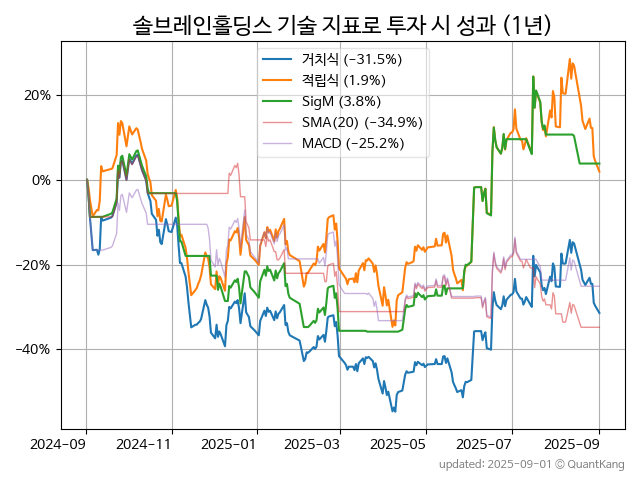 솔브레인홀딩스 기술 지표로 투자 시 성과 (1년)
거치식 (−31.5%)
적립식 (1.9%)
SigM (3.8%)
SMA(20) (−34.9%)
MACD (−25.2%)
20%
0%
−20%
−40%
2024-09 2024-11 2025-01 2025-03 2025-05 2025-07 2025-09
updated: 2025-09-01 © QuantKang